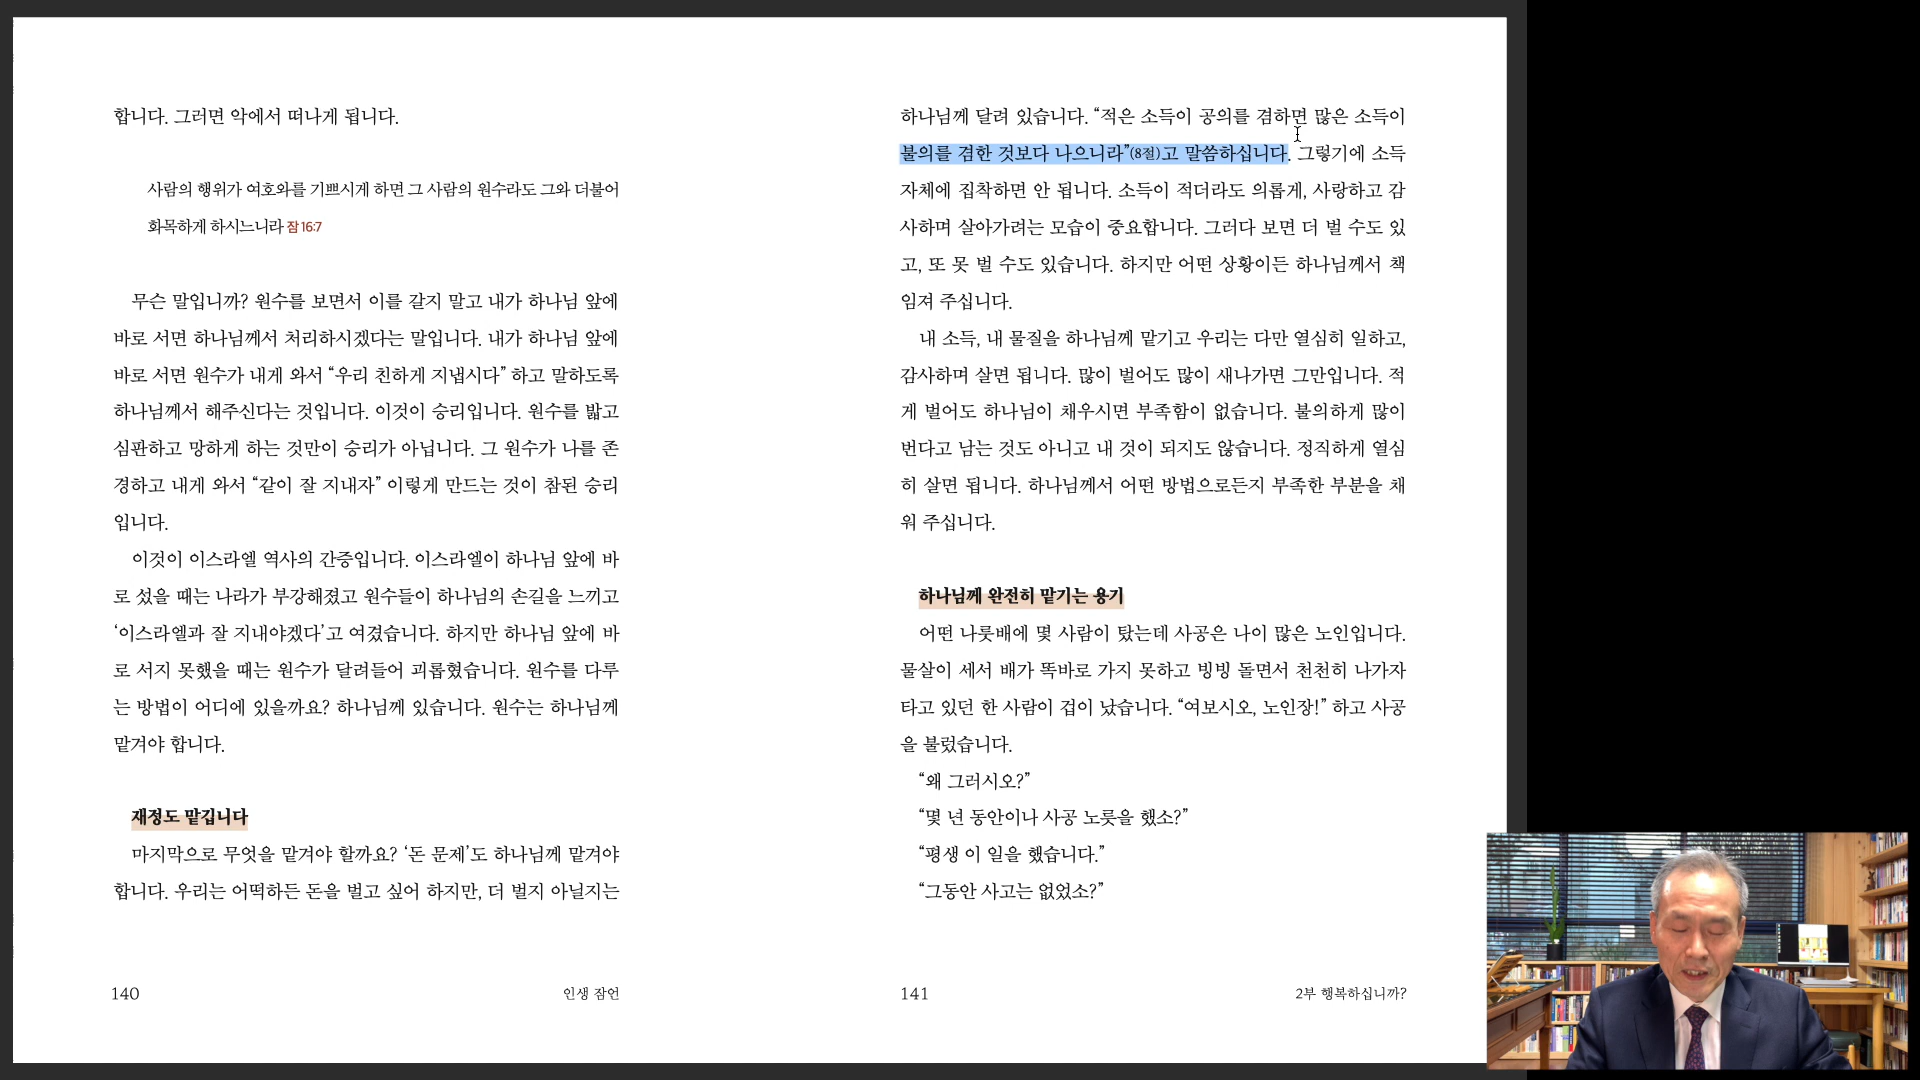 합니다. 그러면 악에서 떠나게 됩니다.
사람의 행위가 여호와를 기쁘시게 하면 그 사람의 원수라도 그와 더불어
화목하게 하시느니라 잠 16:7
무슨 말입니까? 원수를 보면서 이를 갈지 말고 내가 하나님 앞에
바로 서면 하나님께서 처리하시겠다는 말입니다. 내가 하나님 앞에
바로 서면 원수가 내게 와서 “우리 친하게 지냅시다” 하고 말하도록
하나님께서 해주신다는 것입니다. 이것이 승리입니다. 원수를 밟고
심판하고 망하게 하는 것만이 승리가 아닙니다. 그 원수가 나를 존
경하고 내게 와서 “같이 잘 지내자” 이렇게 만드는 것이 참된 승리
입니다.
이것이 이스라엘 역사의 간증입니다. 이스라엘이 하나님 앞에 바
로 섰을 때는 나라가 부강해졌고 원수들이 하나님의 손길을 느끼고
‘이스라엘과 잘 지내야겠다’고 여겼습니다. 하지만 하나님 앞에 바
로 서지 못했을 때는 원수가 달려들어 괴롭혔습니다. 원수를 다루
는 방법이 어디에 있을까요? 하나님께 있습니다. 원수는 하나님께
맡겨야 합니다.
재정도 맡깁니다
마지막으로 무엇을 맡겨야 할까요? ‘돈 문제’도 하나님께 맡겨야
합니다. 우리는 어떡하든 돈을 벌고 싶어 하지만, 더 벌지 아닐지는
140
인생 잠언
하나님께 달려 있습니다. “적은 소득이 공의를 겸하면 많은 소득이
불의를 겸한 것보다 나으니라”(8절)고 말씀하십니다. 그렇기에 소득
자체에 집착하면 안 됩니다. 소득이 적더라도 의롭게, 사랑하고 감
사하며 살아가려는 모습이 중요합니다. 그러다 보면 더 벌 수도 있
고, 또 못 벌 수도 있습니다. 하지만 어떤 상황이든 하나님께서 책
임져 주십니다.
내 소득, 내 물질을 하나님께 맡기고 우리는 다만 열심히 일하고,
감사하며 살면 됩니다. 많이 벌어도 많이 새나가면 그만입니다. 적
게 벌어도 하나님이 채우시면 부족함이 없습니다. 불의하게 많이
번다고 남는 것도 아니고 내 것이 되지도 않습니다. 정직하게 열심
히 살면 됩니다. 하나님께서 어떤 방법으로든지 부족한 부분을 채
워 주십니다.
하나님께 완전히 맡기는 용기
어떤 나룻배에 몇 사람이 탔는데 사공은 나이 많은 노인입니다.
물살이 세서 배가 똑바로 가지 못하고 빙빙 돌면서 천천히 나가자
타고 있던 한 사람이 겁이 났습니다. “여보시오, 노인장!” 하고 사공
을 불렀습니다.
“왜 그러시오?”
“몇 년 동안이나 사공 노릇을 했소?”
“평생 이 일을 했습니다.”
“그동안 사고는 없었소?”
141
2부 행복하십니까?